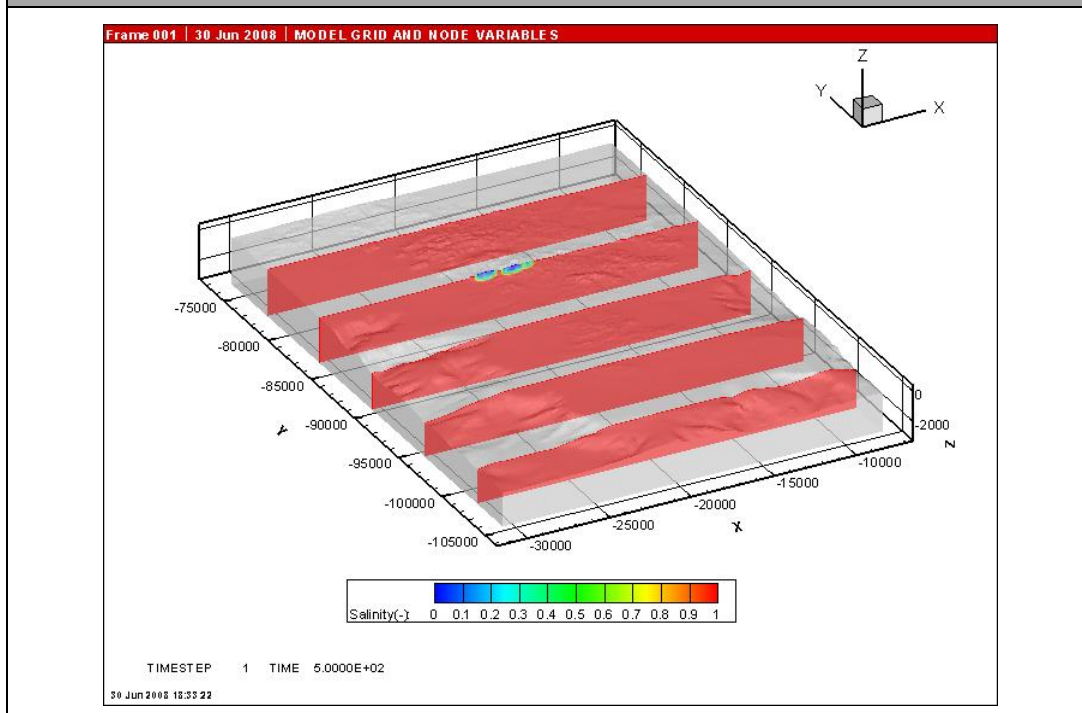 Frame 001 | 30 Jun 2008 | MODEL GRID AND NODE VARIABLES
Z
Y
X
-75000
-80000
-85000
-90000
-95000
-100000
-105000
Y
0
-2000
Z
-10000
-15000
-20000
-25000
-30000
X
Salinity(-): 0 0.1 0.2 0.3 0.4 0.5 0.6 0.7 0.8 0.9 1
TIMESTEP 1 TIME 5.0000E+02
30 Jun 2008 18:33:22